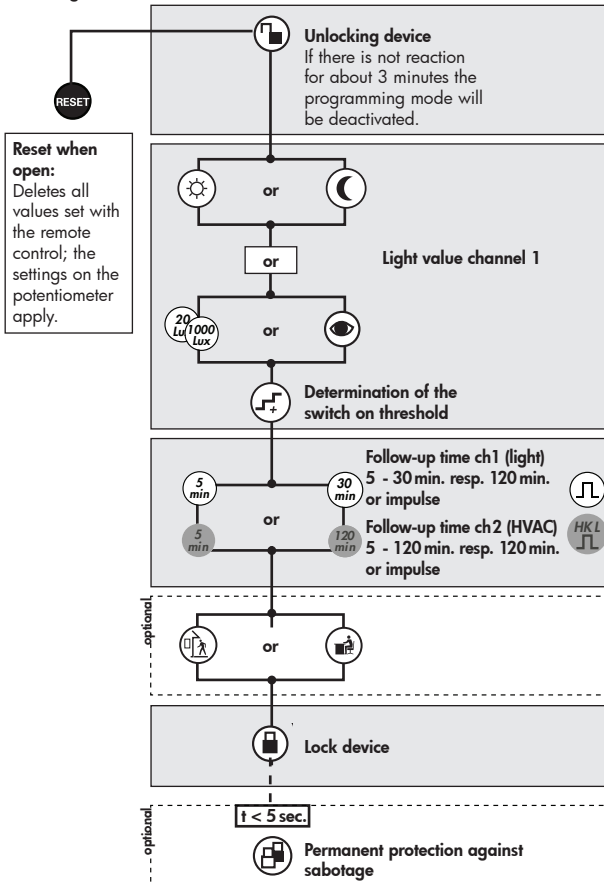 Unlocking device
If there is not reaction
for about 3 minutes the
programming mode will
be deactivated.
RESET
Reset when
open:
Deletes all
values set with
the remote
control; the
settings on the
potentiometer
apply.
or
or
Light value channel 1
20
Lux
1000
Lux
or
Determination of the
switch on threshold
5
min
30
min
or
5
min
120
min
Follow-up time ch1 (light)
5 - 30 min. resp. 120 min.
or impulse
Follow-up time ch2 (HVAC)
5 - 120 min. resp. 120 min.
or impulse
HKL
optional
or
Lock device
t < 5 sec.
optional
Permanent protection against
sabotage